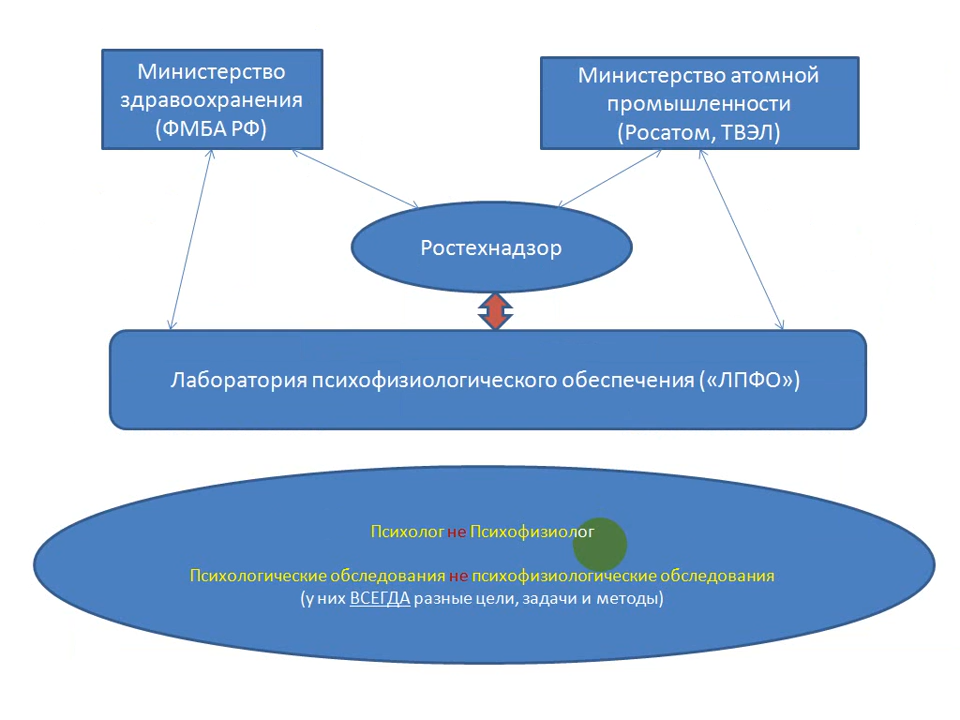 Министерство
здравоохранения
(ФМБА РФ)
Министерство атомной
промышленности
(Росатом, ТВЭЛ)
Ростехнадзор
Лаборатория психофизиологического обеспечения («ЛПФО»)
Психолог не Психофизиолог
Психологические обследования не психофизиологические обследования
(у них ВСЕГДА разные цели, задачи и методы)